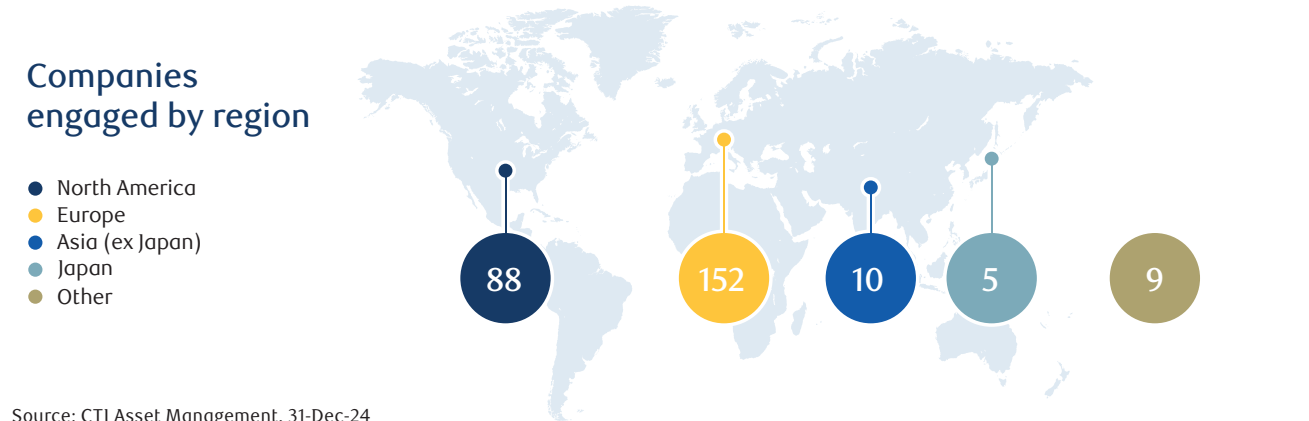 Companies
engaged by region
North America
Europe
Asia (ex Japan)
Japan
Other
88
152
10
5
9
Source: CTI Asset Management, 31-Dec-24